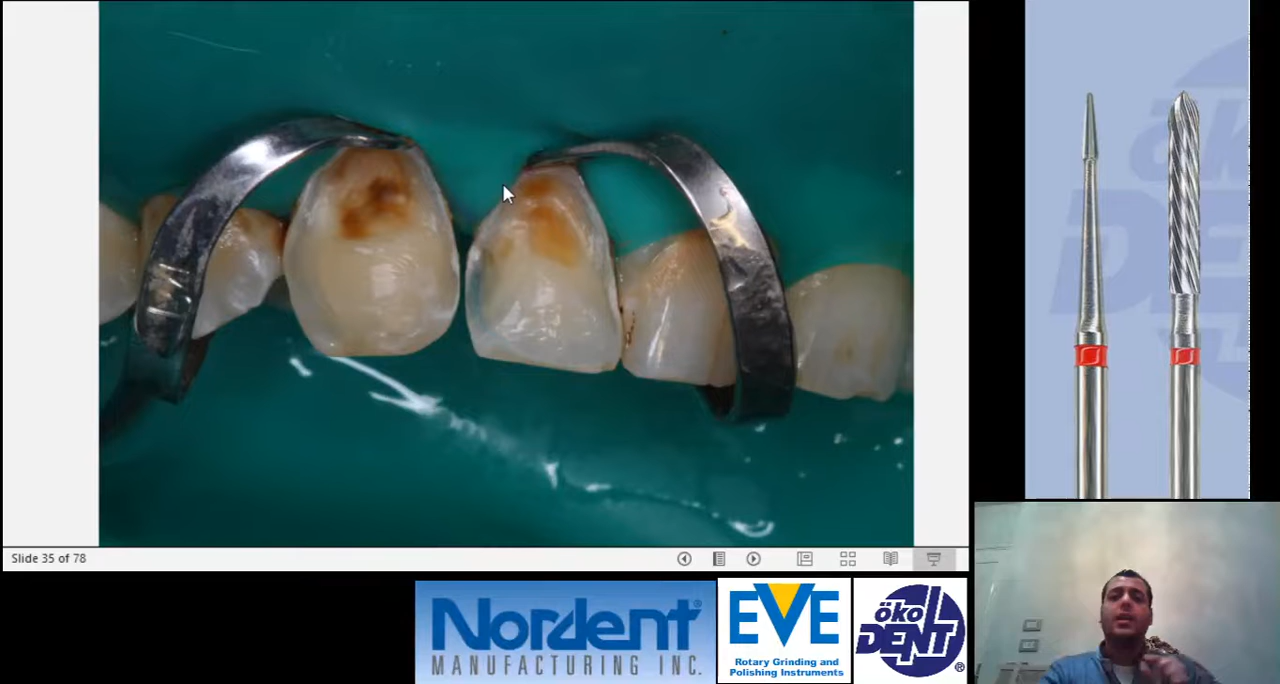 Slide 35 of 78
Nordent®
MANUFACTURING INC.
EVE
Rotary Grinding and
Polishing Instruments
öko
DENT®